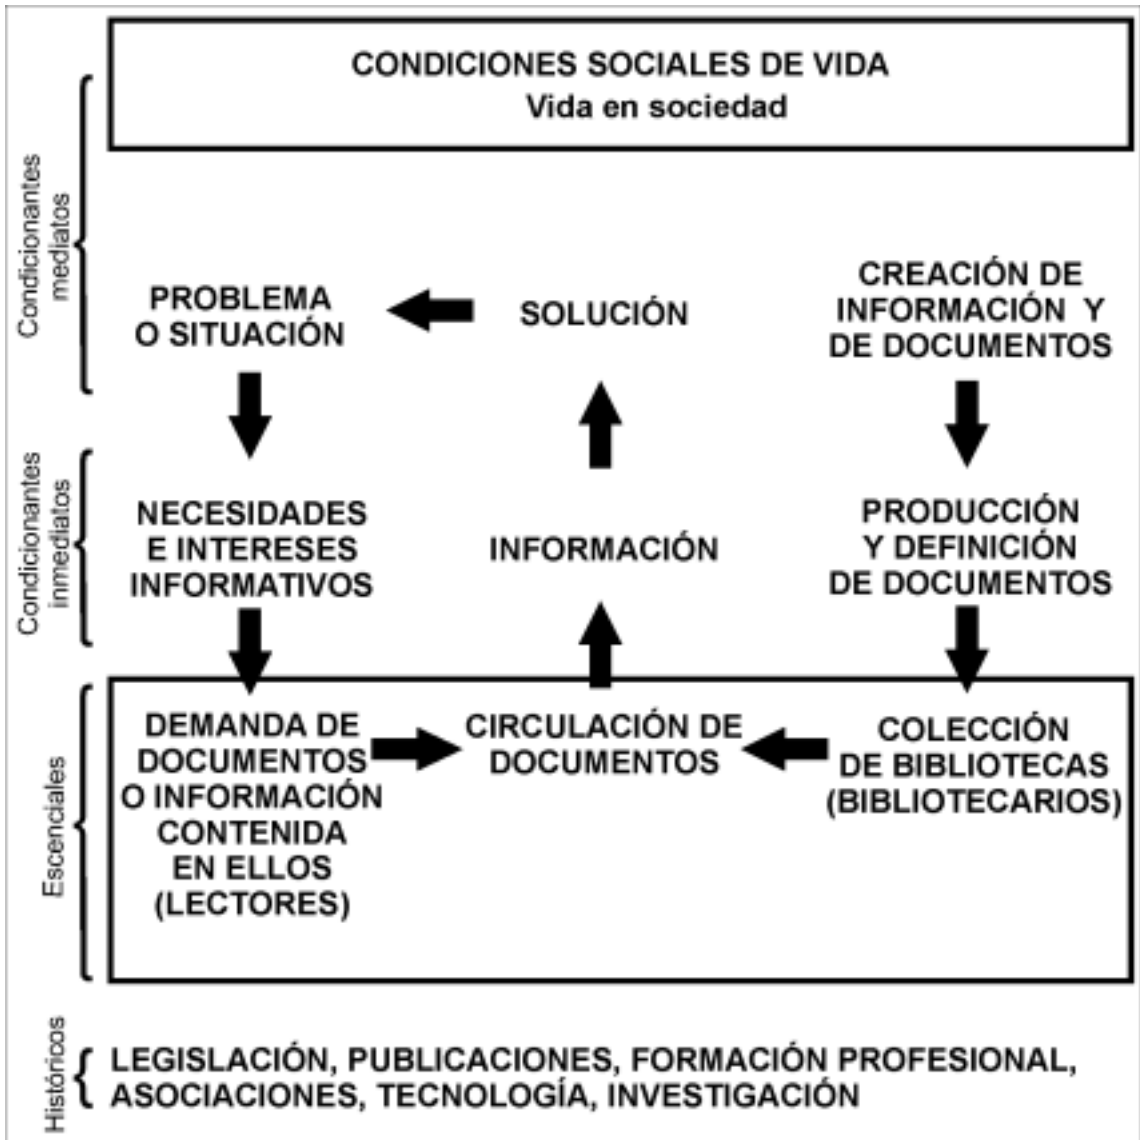 CONDICIONES SOCIALES DE VIDA
Vida en sociedad
Condicionantes
mediatos
PROBLEMA
O SITUACIÓN
SOLUCIÓN
CREACIÓN DE
INFORMACIÓN Y
DE DOCUMENTOS
Condicionantes
inmediatos
NECESIDADES
E INTERESES
INFORMATIVOS
INFORMACIÓN
PRODUCCIÓN
Y DEFINICIÓN
DE DOCUMENTOS
Escenciales
DEMANDA DE
DOCUMENTOS
O INFORMACIÓN
CONTENIDA
EN ELLOS
(LECTORES)
CIRCULACIÓN DE
DOCUMENTOS
COLECCIÓN
DE BIBLIOTECAS
(BIBLIOTECARIOS)
Históricos
LEGISLACIÓN, PUBLICACIONES, FORMACIÓN PROFESIONAL,
ASOCIACIONES, TECNOLOGÍA, INVESTIGACIÓN